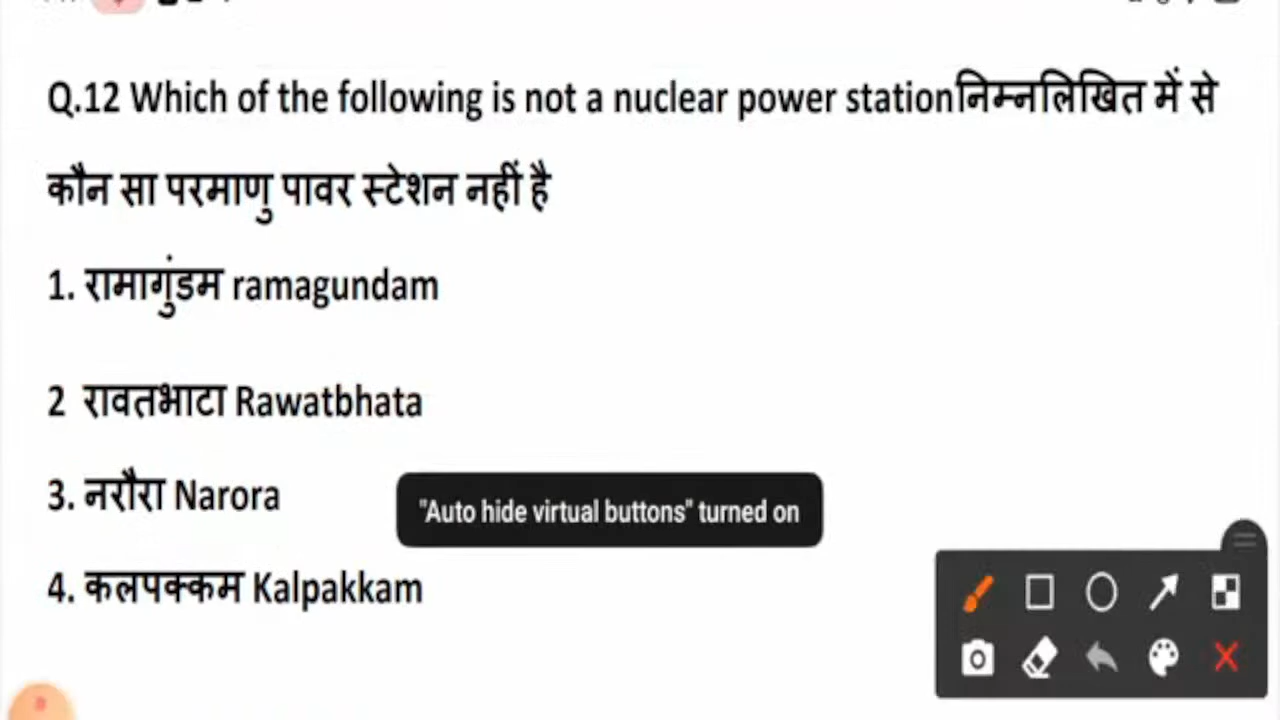 Q.12 Which of the following is not a nuclear power stationनिम्नलिखित में से
कौन सा परमाणु पावर स्टेशन नहीं है
1. रामागुंडम ramagundam
2 रावतभाटा Rawatbhata
3. नरौरा Narora
"Auto hide virtual buttons" turned on
4. कलपक्कम Kalpakkam